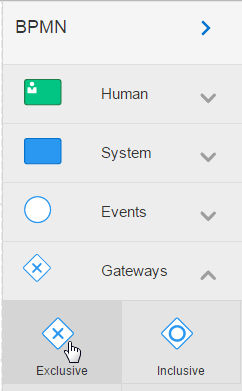 BPMN
Human
System
Events
Gateways
Exclusive Inclusive